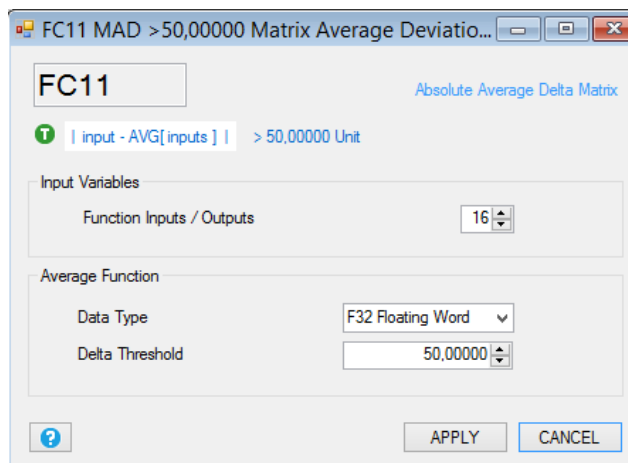 FC11 MAD >50,00000 Matrix Average Deviatio...
FC11
Absolute Average Delta Matrix
T | input - AVG[ inputs ] | > 50,00000 Unit
Input Variables
Function Inputs / Outputs 16
Average Function
Data Type F32 Floating Word
Delta Threshold 50,00000
? APPLY CANCEL